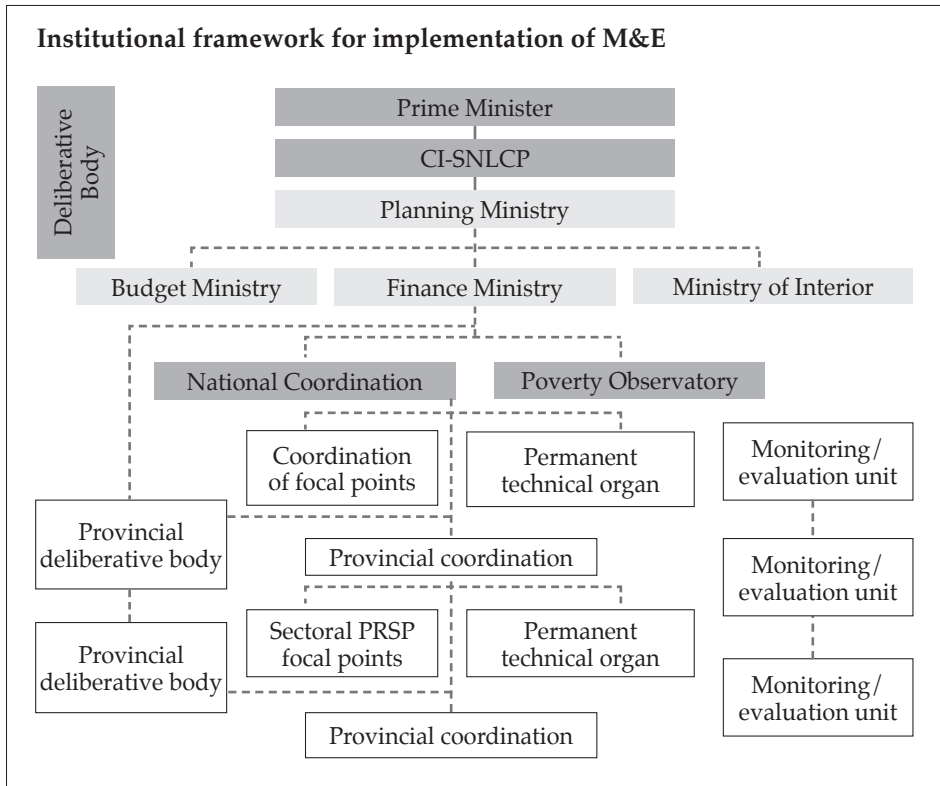 Institutional framework for implementation of M&E
Deliberative
Body
Prime Minister
CI-SNLCP
Planning Ministry
Budget Ministry
Finance Ministry
Ministry of Interior
National Coordination
Poverty Observatory
Coordination
of focal points
Permanent
technical organ
Monitoring/
evaluation unit
Provincial
deliberative body
Provincial coordination
Monitoring/
evaluation unit
Sectoral PRSP
focal points
Permanent
technical organ
Provincial
deliberative body
Monitoring/
evaluation unit
Provincial coordination